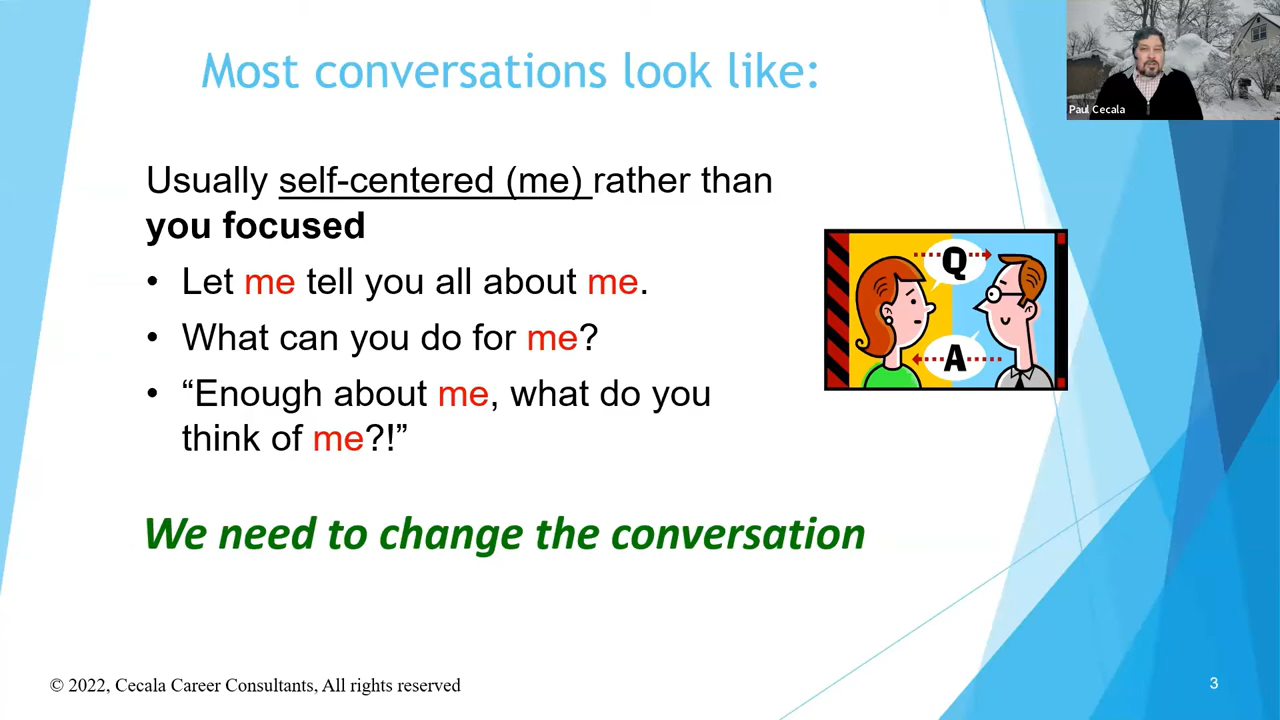 Most conversations look like:
Paul Cecala
Usually self-centered (me) rather than
you focused
• Let me tell you all about me.
• What can you do for me?
• “Enough about me, what do you
think of me?!”
Q
A
We need to change the conversation
© 2022, Cecala Career Consultants, All rights reserved
3